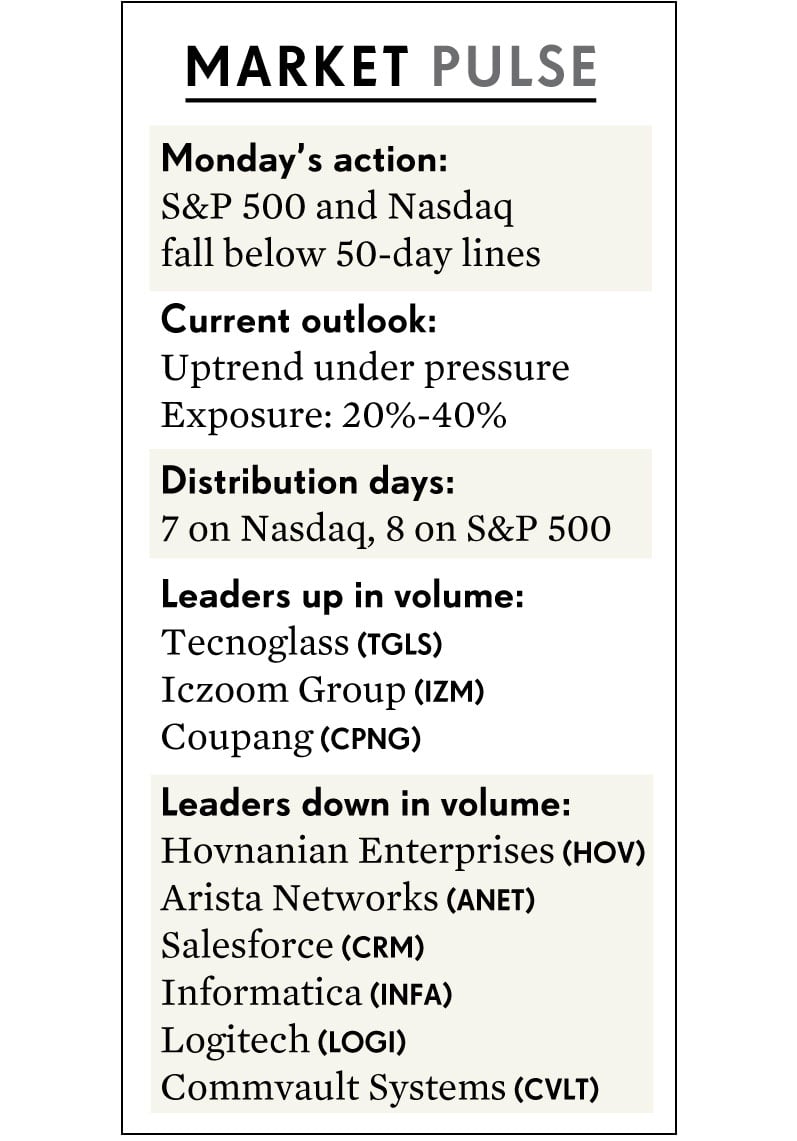 MARKET PULSE
Monday's action:
S&P 500 and Nasdaq
fall below 50-day lines
Current outlook:
Uptrend under pressure
Exposure: 20%-40%
Distribution days:
7 on Nasdaq, 8 on S&P 500
Leaders up in volume:
Tecnoglass (TGLS)
Iczoom Group (IZM)
Coupang (CPNG)
Leaders down in volume:
Hovnanian Enterprises (HOV)
Arista Networks (ANET)
Salesforce (CRM)
Informatica (INFA)
Logitech (LOGI)
Commvault Systems (CVLT)